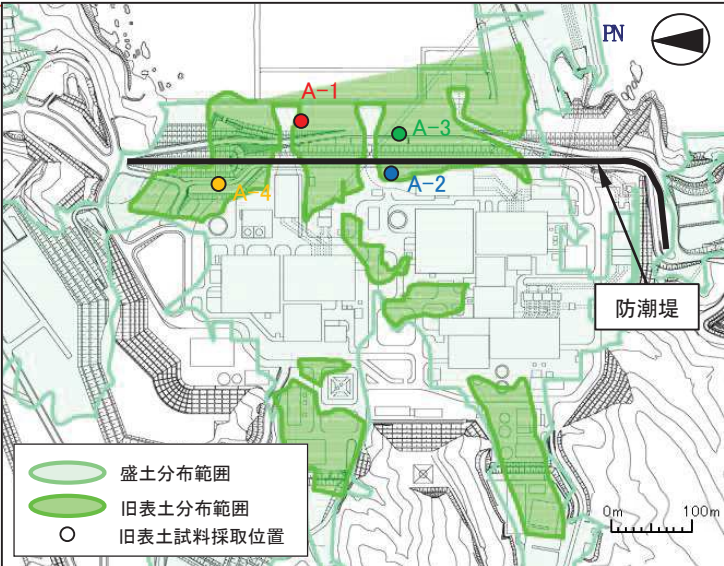 PN
A-1
A-3
A-2
A-4
防潮堤
盛土分布範囲
旧表土分布範囲
旧表土試料採取位置
0m 100m